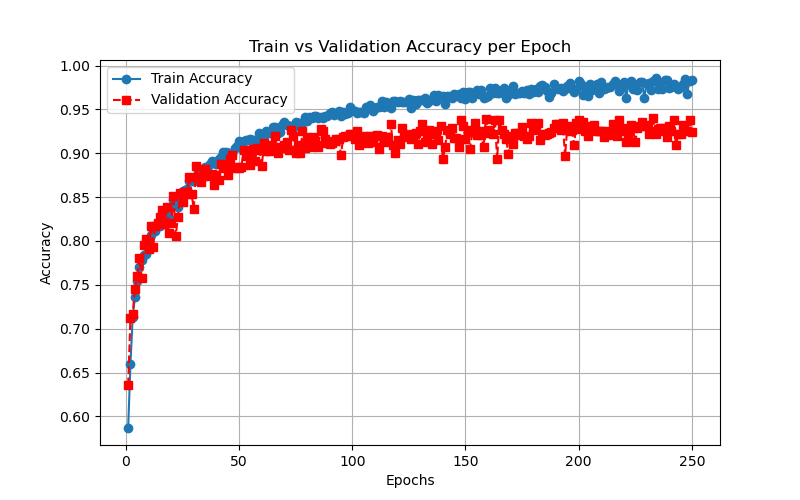 Train vs Validation Accuracy per Epoch
1.00
Train Accuracy
Validation Accuracy
0.95
0.90
0.85
0.80
0.75
0.70
0.65
0.60
Accuracy
0 50 100 150 200 250
Epochs